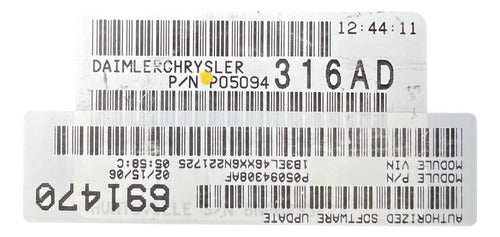 12:44:11
DAIMLERCHRYSLER
P/N P05094 316AD
AUTHORIZED SOFTWARE UPDATE
MODULE P/N P05094308AF 02/15/06
MODULE VIN 1B3EL46XX6N221725 05:58:C
691470